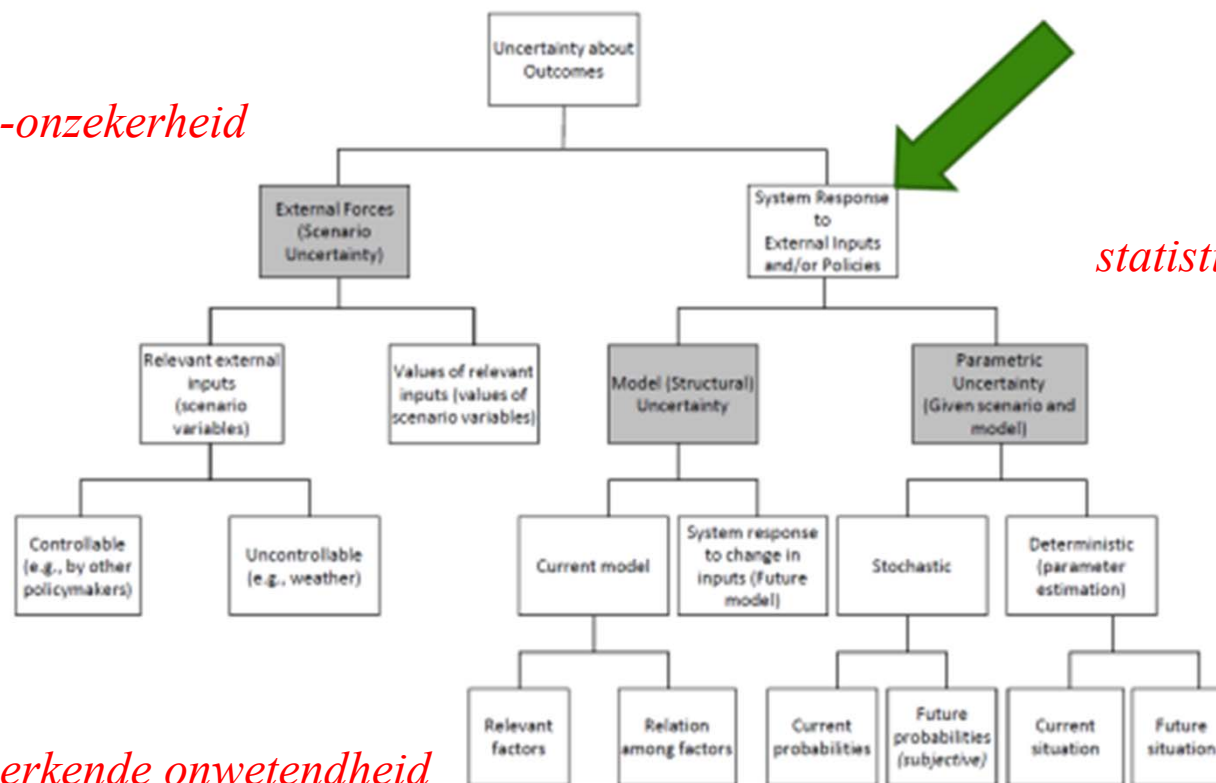 Uncertainty about
Outcomes
-onzekerheid
External Forces
(Scenario
Uncertainty)
System Response
to
External Inputs
and/or Policies
Relevant external
inputs
(scenario
variables)
Values of relevant
inputs (values of
scenario variables)
Model (Structural)
Uncertainty
Parametric
Uncertainty
(Given scenario and
model)
Controllable
(e.g., by other
policymakers)
Uncontrollable
(e.g., weather)
Current model
System response
to change in
inputs (Future
model)
Stochastic
Deterministic
(parameter
estimation)
Relevant
factors
Relation
among factors
Current
probabilities
Future
probabilities
(subjective)
Current
situation
Future
situation
erkende onwetendheid